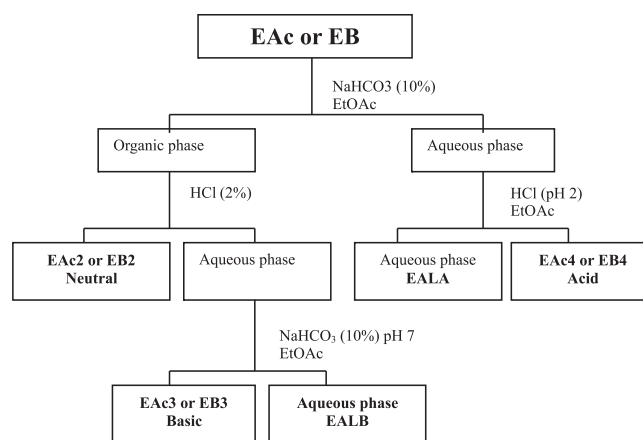 EAc or EB
NaHCO3 (10%)
EtOAc
Organic phase
Aqueous phase
HCl (2%)
HCl (pH 2)
EtOAc
EAc2 or EB2
Neutral
Aqueous phase
Aqueous phase
EALA
EAc4 or EB4
Acid
NaHCO₃ (10%) pH 7
EtOAc
EAc3 or EB3
Basic
Aqueous phase
EALB